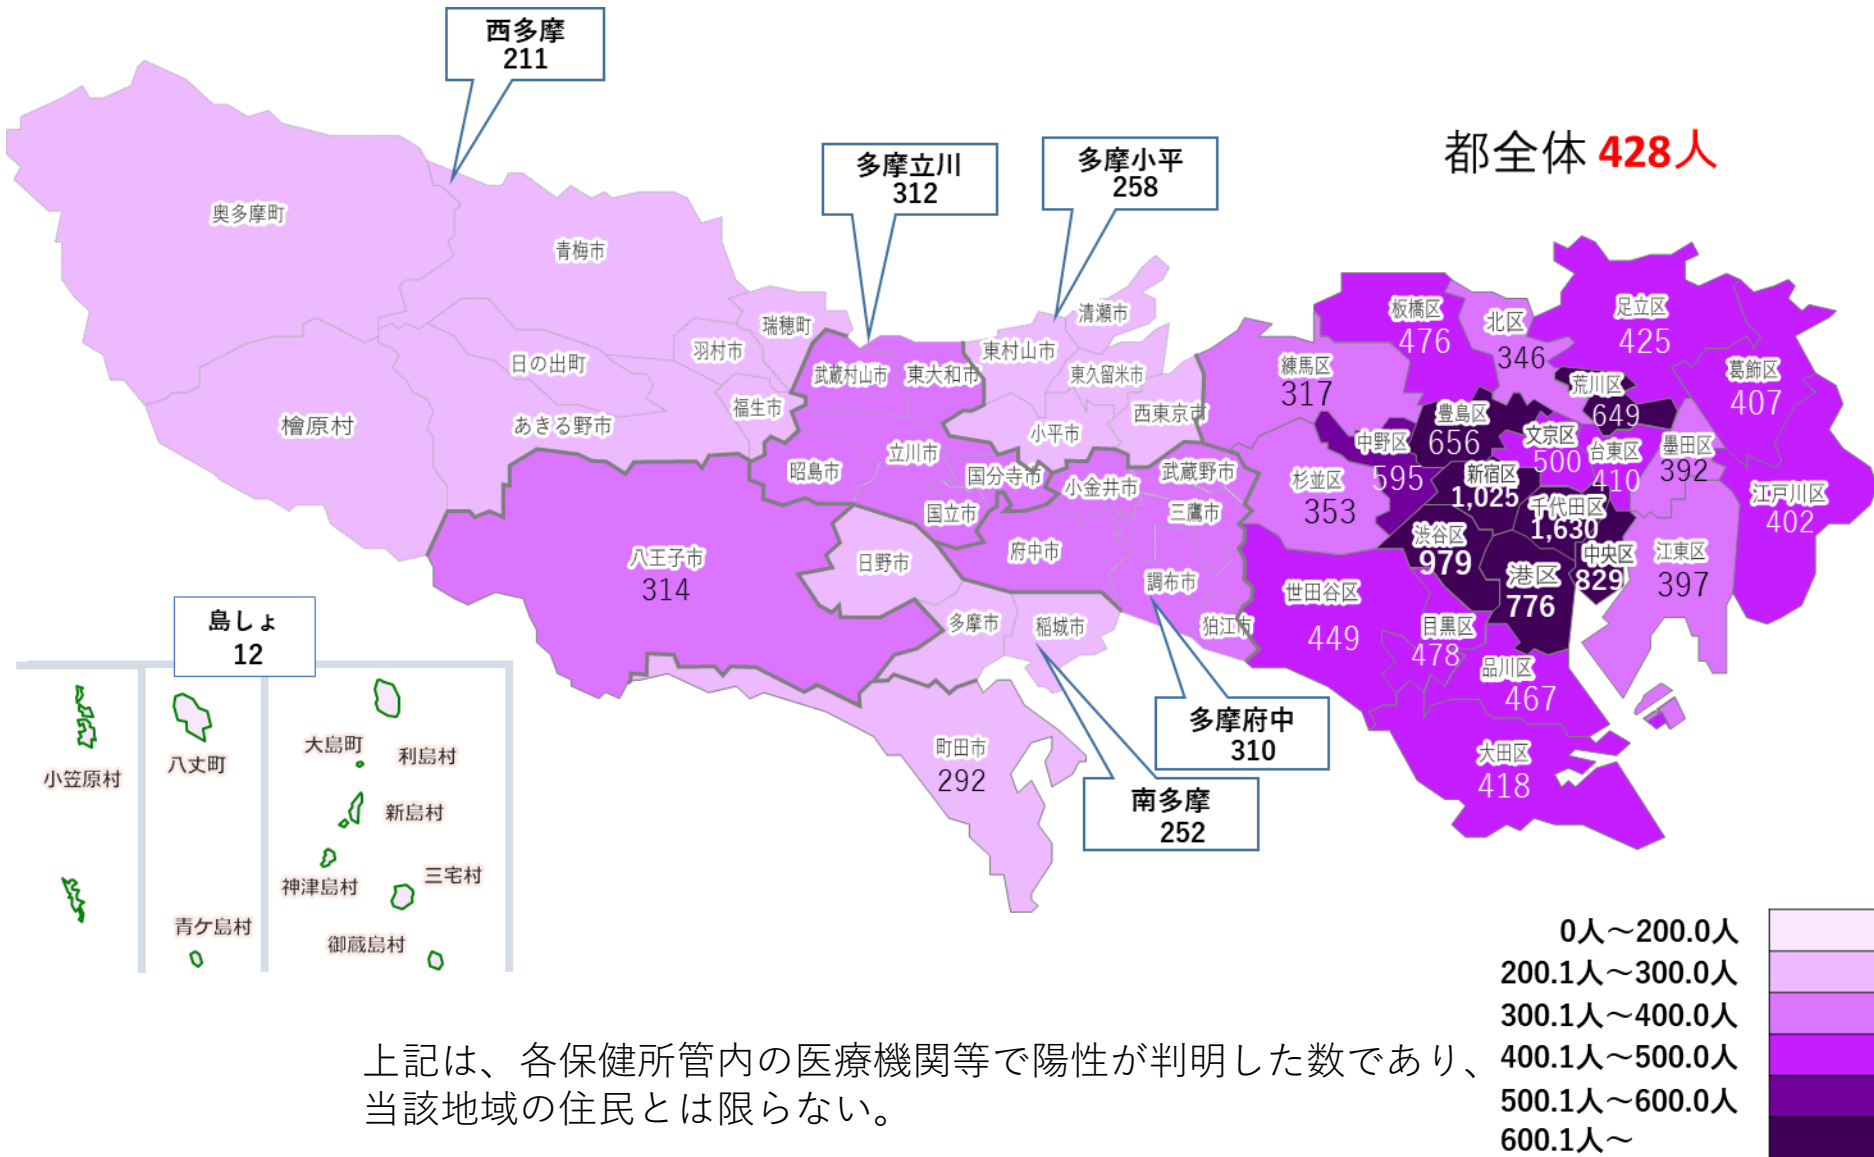 西多摩
211
多摩立川
312
多摩小平
258
都全体 428人
奥多摩町
青梅市
瑞穂町
羽村市
日の出町
福生市
檜原村
あきる野市
武蔵村山市
東大和市
東村山市
清瀬市
東久留米市
西東京市
小平市
昭島市
立川市
国分寺市
国立市
小金井市
武蔵野市
三鷹市
府中市
調布市
狛江市
八王子市
314
日野市
多摩市
稲城市
町田市
292
多摩府中
310
南多摩
252
板橋区
476
北区
346
足立区
425
葛飾区
407
練馬区
317
豊島区
656
荒川区
649
中野区
595
文京区
500
台東区
410
墨田区
392
江戸川区
402
杉並区
353
新宿区
1,025
千代田区
1,630
渋谷区
979
中央区
829
江東区
397
港区
776
世田谷区
449
目黒区
478
品川区
467
大田区
418
島しょ
12
小笠原村
八丈町
青ケ島村
大島町
利島村
新島村
神津島村
三宅村
御蔵島村
0人～200.0人
200.1人～300.0人
300.1人～400.0人
400.1人～500.0人
500.1人～600.0人
600.1人～
上記は、各保健所管内の医療機関等で陽性が判明した数であり、
当該地域の住民とは限らない。